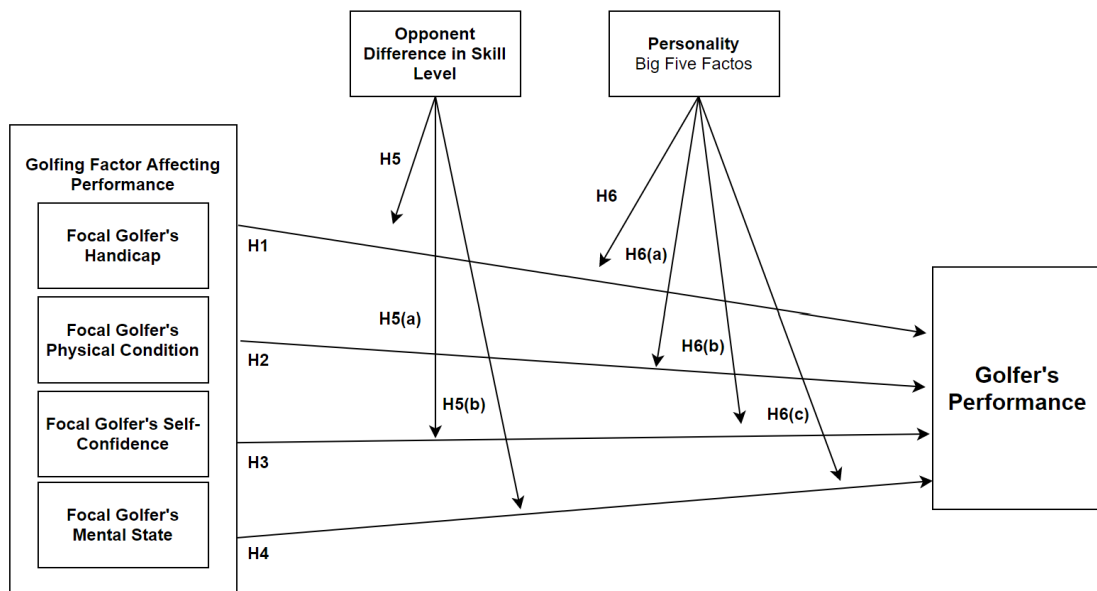 Opponent
Difference in Skill
Level
Personality
Big Five Factos
Golfing Factor Affecting
Performance
Focal Golfer's
Handicap
Focal Golfer's
Physical Condition
Focal Golfer's Self-
Confidence
Focal Golfer's
Mental State
H5
H6
H1
H6(a)
H5(a)
H6(b)
H2
H5(b)
H6(c)
H3
H4
Golfer's
Performance